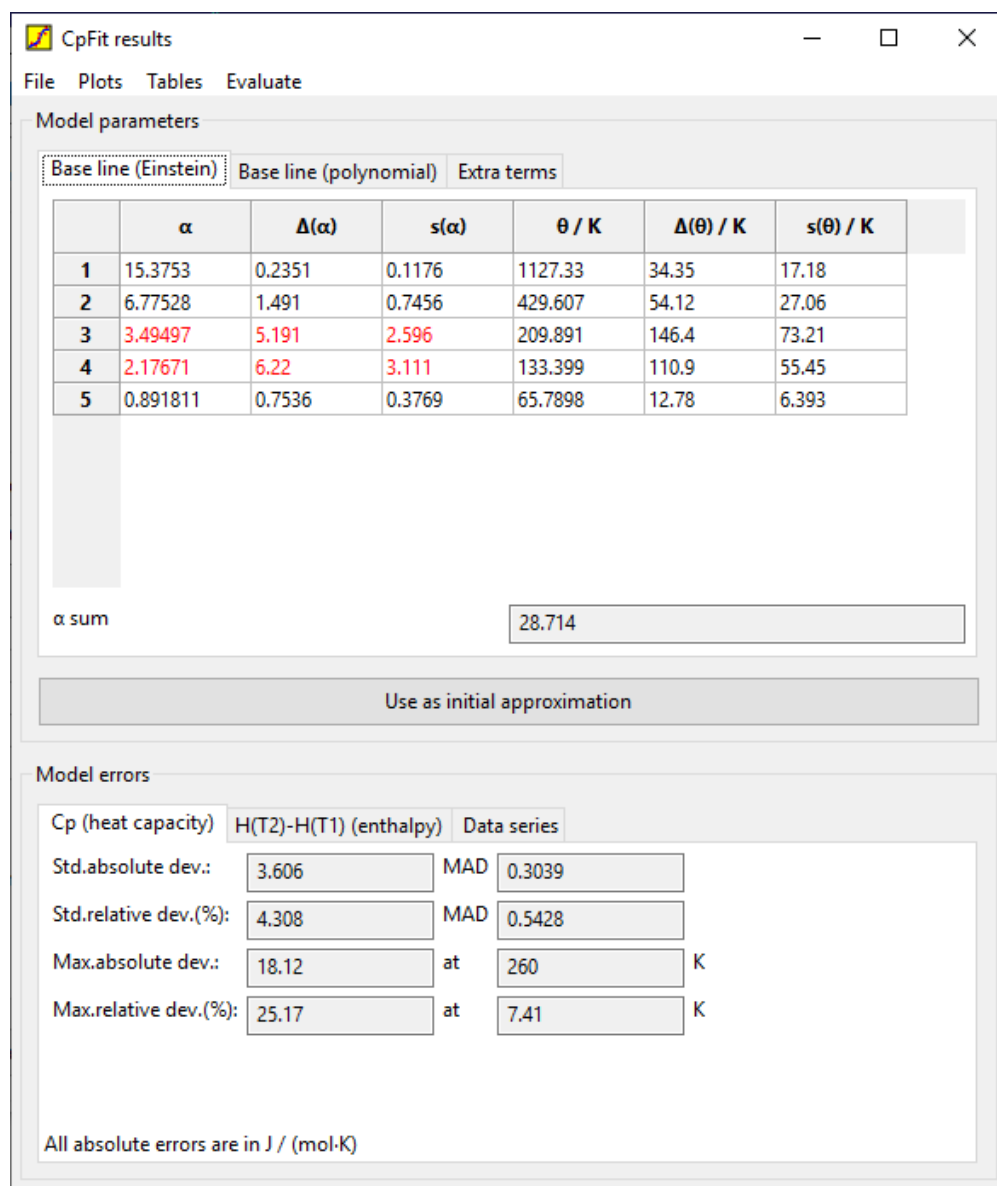 CpFit results
File Plots Tables Evaluate
Model parameters
Base line (Einstein) Base line (polynomial) Extra terms
α Δ(α) s(α) θ / K Δ(θ) / K s(θ) / K
1 15.3753 0.2351 0.1176 1127.33 34.35 17.18
2 6.77528 1.491 0.7456 429.607 54.12 27.06
3 3.49497 5.191 2.596 209.891 146.4 73.21
4 2.17671 6.22 3.111 133.399 110.9 55.45
5 0.891811 0.7536 0.3769 65.7898 12.78 6.393
α sum 28.714
Use as initial approximation
Model errors
Cp (heat capacity) H(T2)-H(T1) (enthalpy) Data series
Std.absolute dev.: 3.606 MAD 0.3039
Std.relative dev.(%): 4.308 MAD 0.5428
Max.absolute dev.: 18.12 at 260 K
Max.relative dev.(%): 25.17 at 7.41 K
All absolute errors are in J / (mol·K)